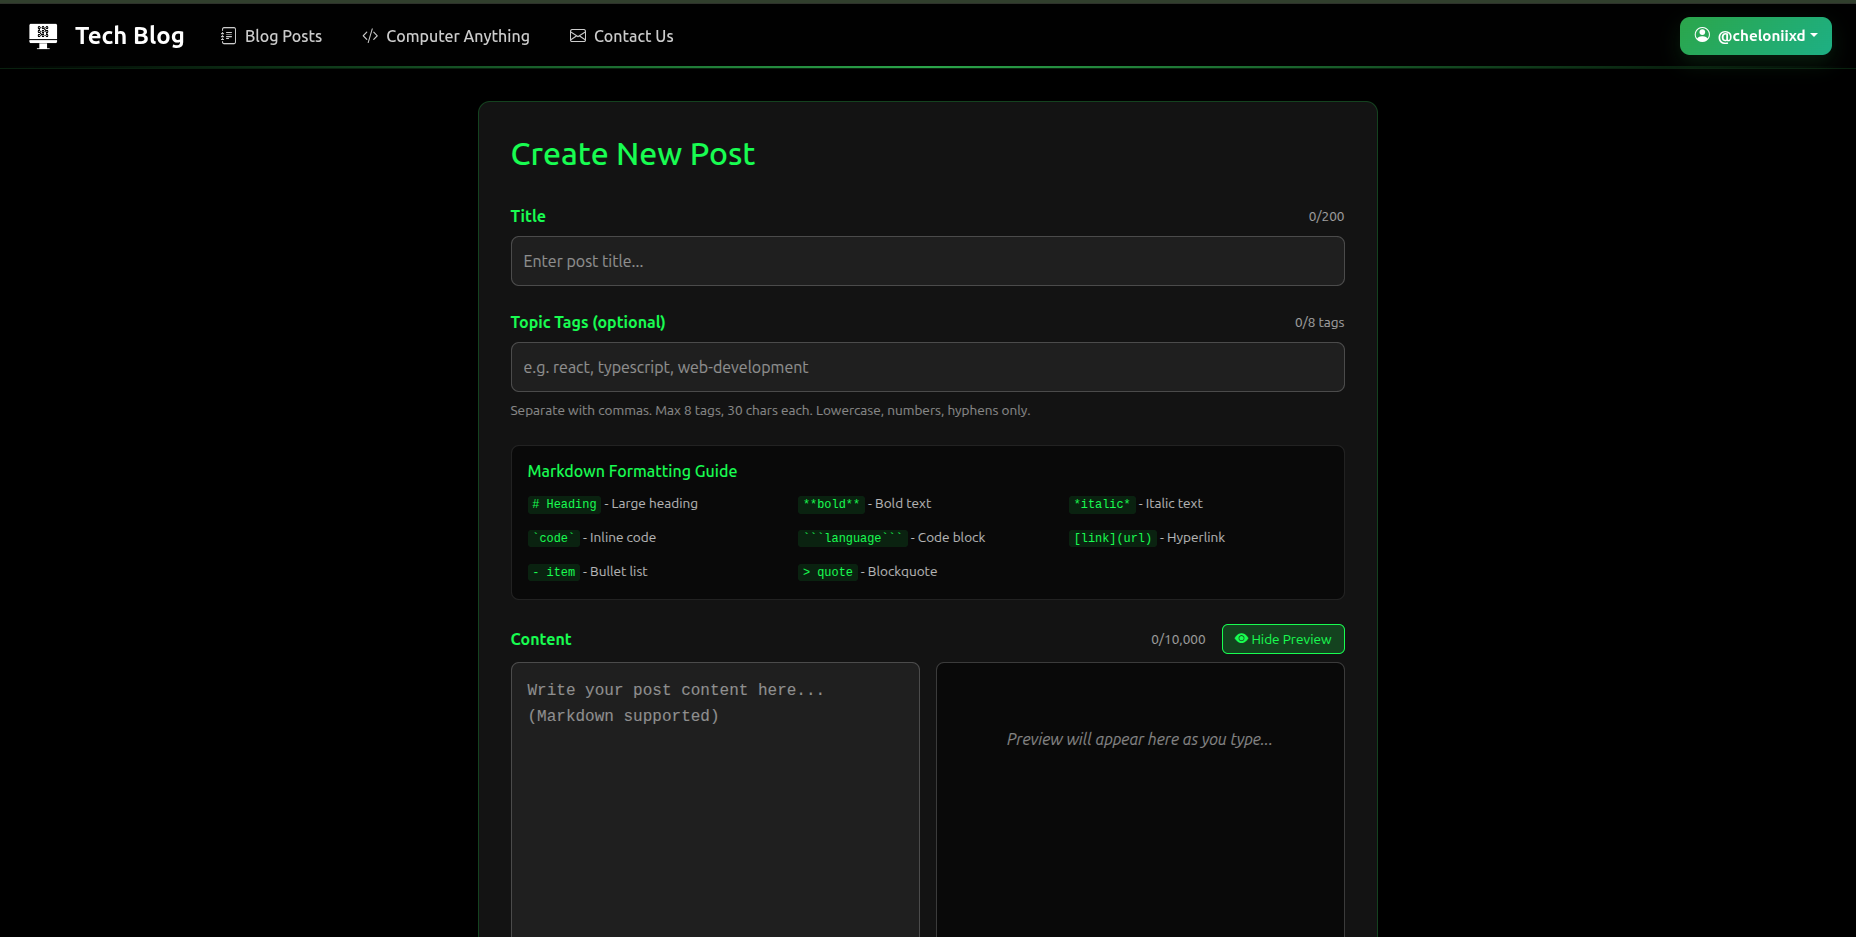 Tech Blog Blog Posts Computer Anything Contact Us @cheloniixd
Create New Post
Title 0/200
Enter post title...
Topic Tags (optional) 0/8 tags
e.g. react, typescript, web-development
Separate with commas. Max 8 tags, 30 chars each. Lowercase, numbers, hyphens only.
Markdown Formatting Guide
# Heading - Large heading **bold** - Bold text *italic* - Italic text
`code` - Inline code ```language``` - Code block [link](url) - Hyperlink
- item - Bullet list > quote - Blockquote
Content 0/10,000 Hide Preview
Write your post content here...
(Markdown supported)
Preview will appear here as you type...